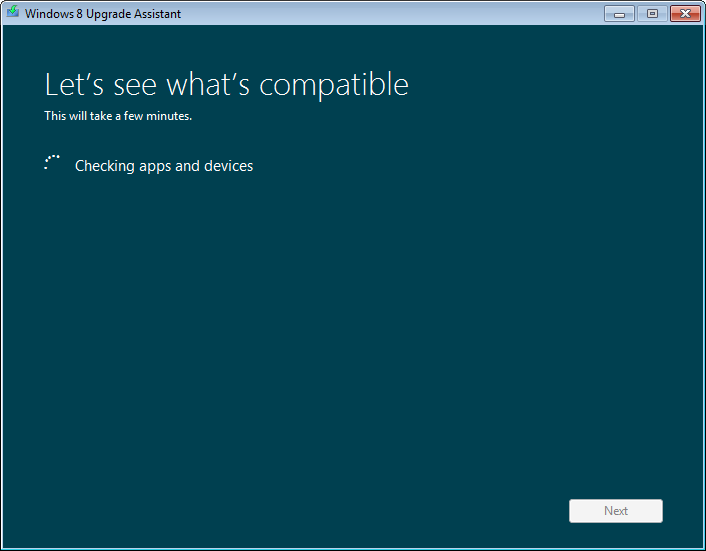 Windows 8 Upgrade Assistant
Let's see what's compatible
This will take a few minutes.
Checking apps and devices
Next